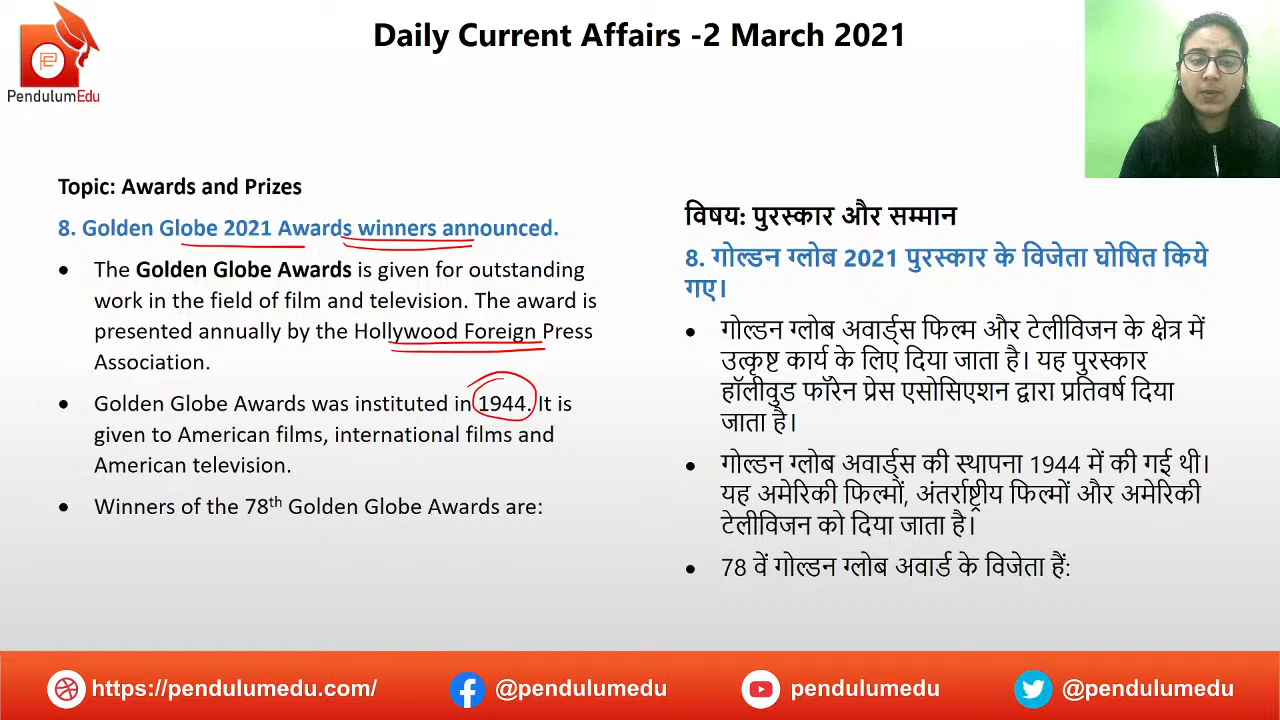 Daily Current Affairs -2 March 2021
PendulumEdu
Topic: Awards and Prizes
8. Golden Globe 2021 Awards winners announced.
• The Golden Globe Awards is given for outstanding
work in the field of film and television. The award is
presented annually by the Hollywood Foreign Press
Association.
• Golden Globe Awards was instituted in 1944. It is
given to American films, international films and
American television.
• Winners of the 78th Golden Globe Awards are:
विषय: पुरस्कार और सम्मान
8. गोल्डन ग्लोब 2021 पुरस्कार के विजेता घोषित किये
गए।
• गोल्डन ग्लोब अवार्ड्स फिल्म और टेलीविजन के क्षेत्र में
उत्कृष्ट कार्य के लिए दिया जाता है। यह पुरस्कार
हॉलीवुड फॉरेन प्रेस एसोसिएशन द्वारा प्रतिवर्ष दिया
जाता है।
• गोल्डन ग्लोब अवार्ड्स की स्थापना 1944 में की गई थी।
यह अमेरिकी फिल्मों, अंतर्राष्ट्रीय फिल्मों और अमेरिकी
टेलीविजन को दिया जाता है।
• 78 वें गोल्डन ग्लोब अवार्ड के विजेता हैं:
https://pendulumedu.com/
@pendulumedu
pendulumedu
@pendulumedu